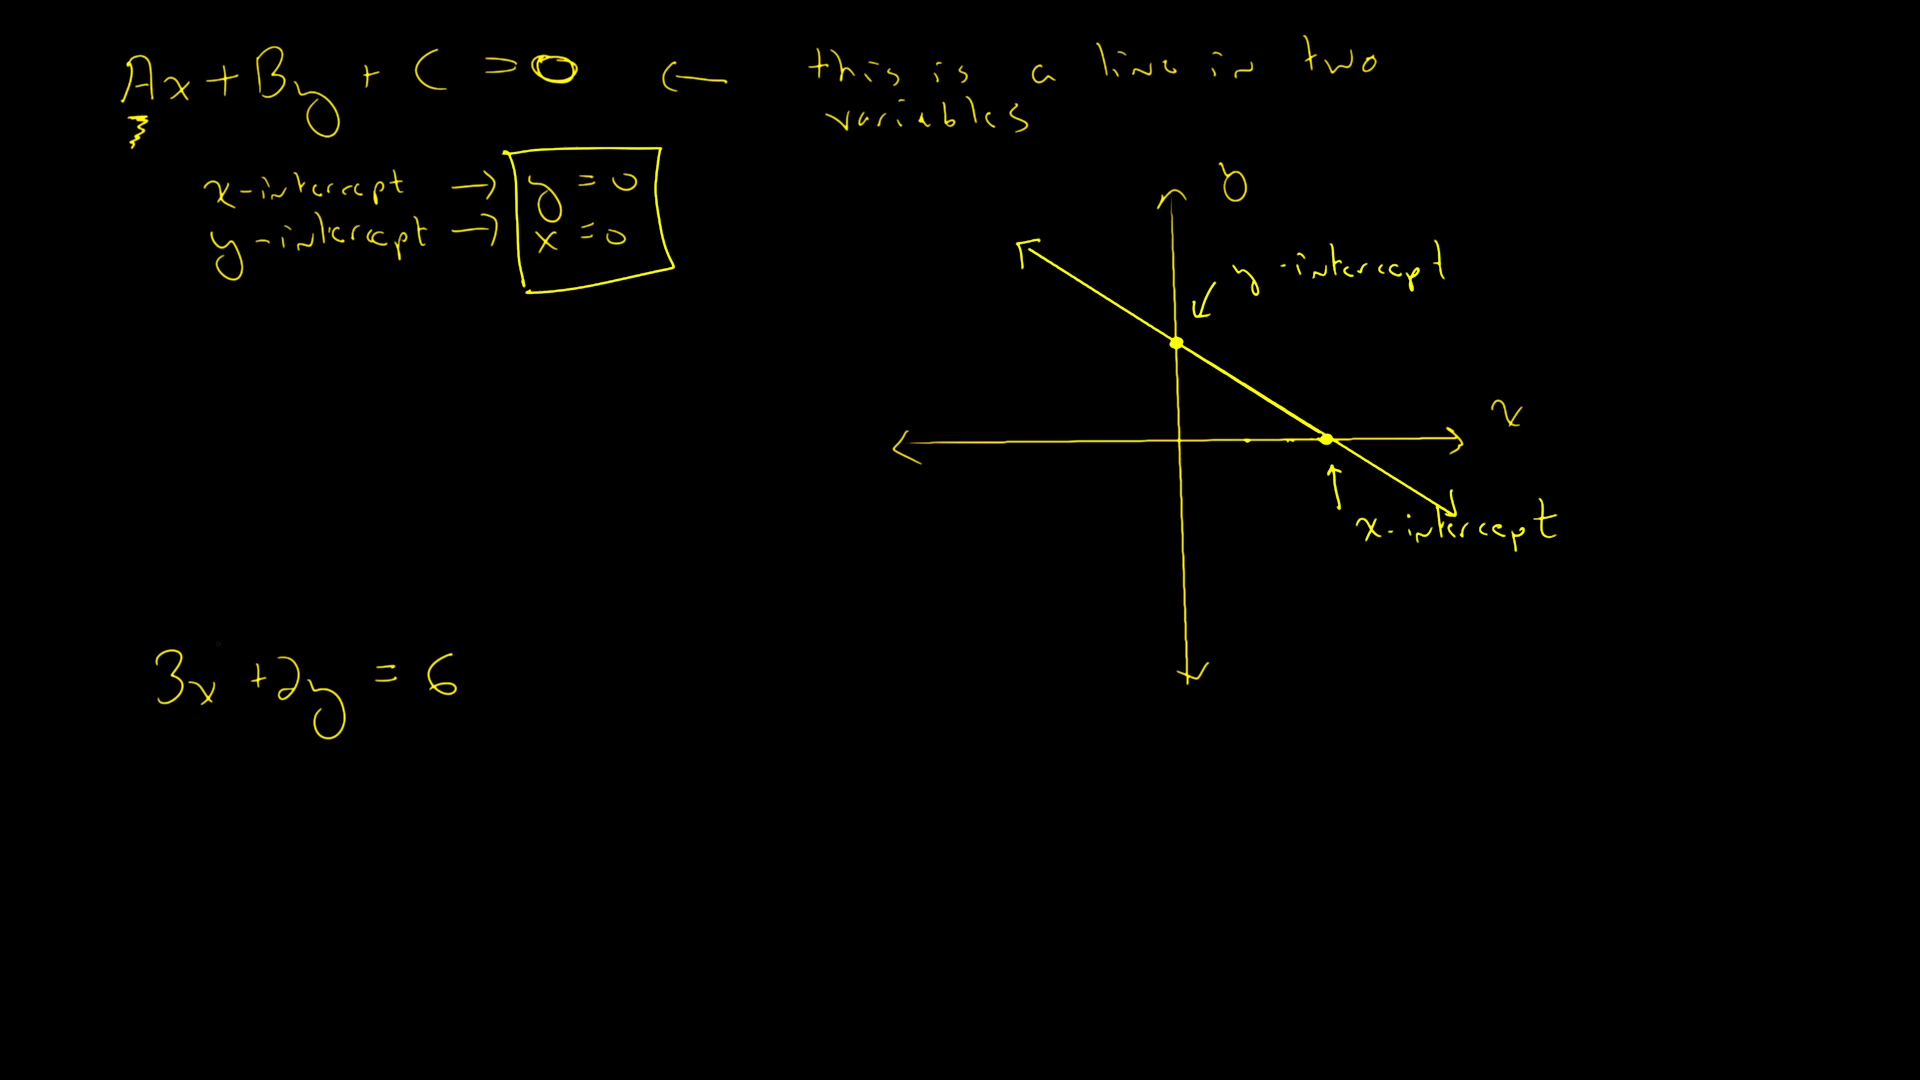 Ax + By + C = 0 ← this is a line in two
variables
x-intercept → y = 0
y-intercept → x = 0
y
y-intercept
x
x-intercept
3x + 2y = 6